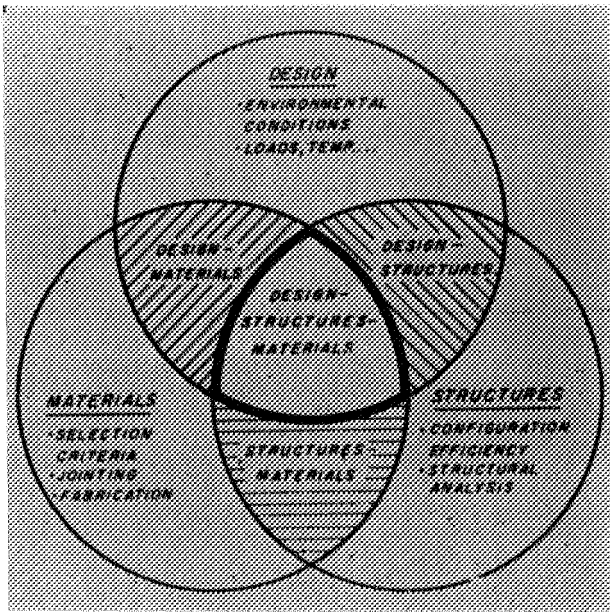 DESIGN
• ENVIRONMENTAL
CONDITIONS
• LOADS, TEMP...
DESIGN-
MATERIALS
DESIGN-
STRUCTURES
DESIGN-
STRUCTURES-
MATERIALS
MATERIALS
• SELECTION
CRITERIA
• JOINTING
• FABRICATION
STRUCTURES
• CONFIGURATION
EFFICIENCY
• STRUCTURAL
ANALYSIS
STRUCTURES-
MATERIALS